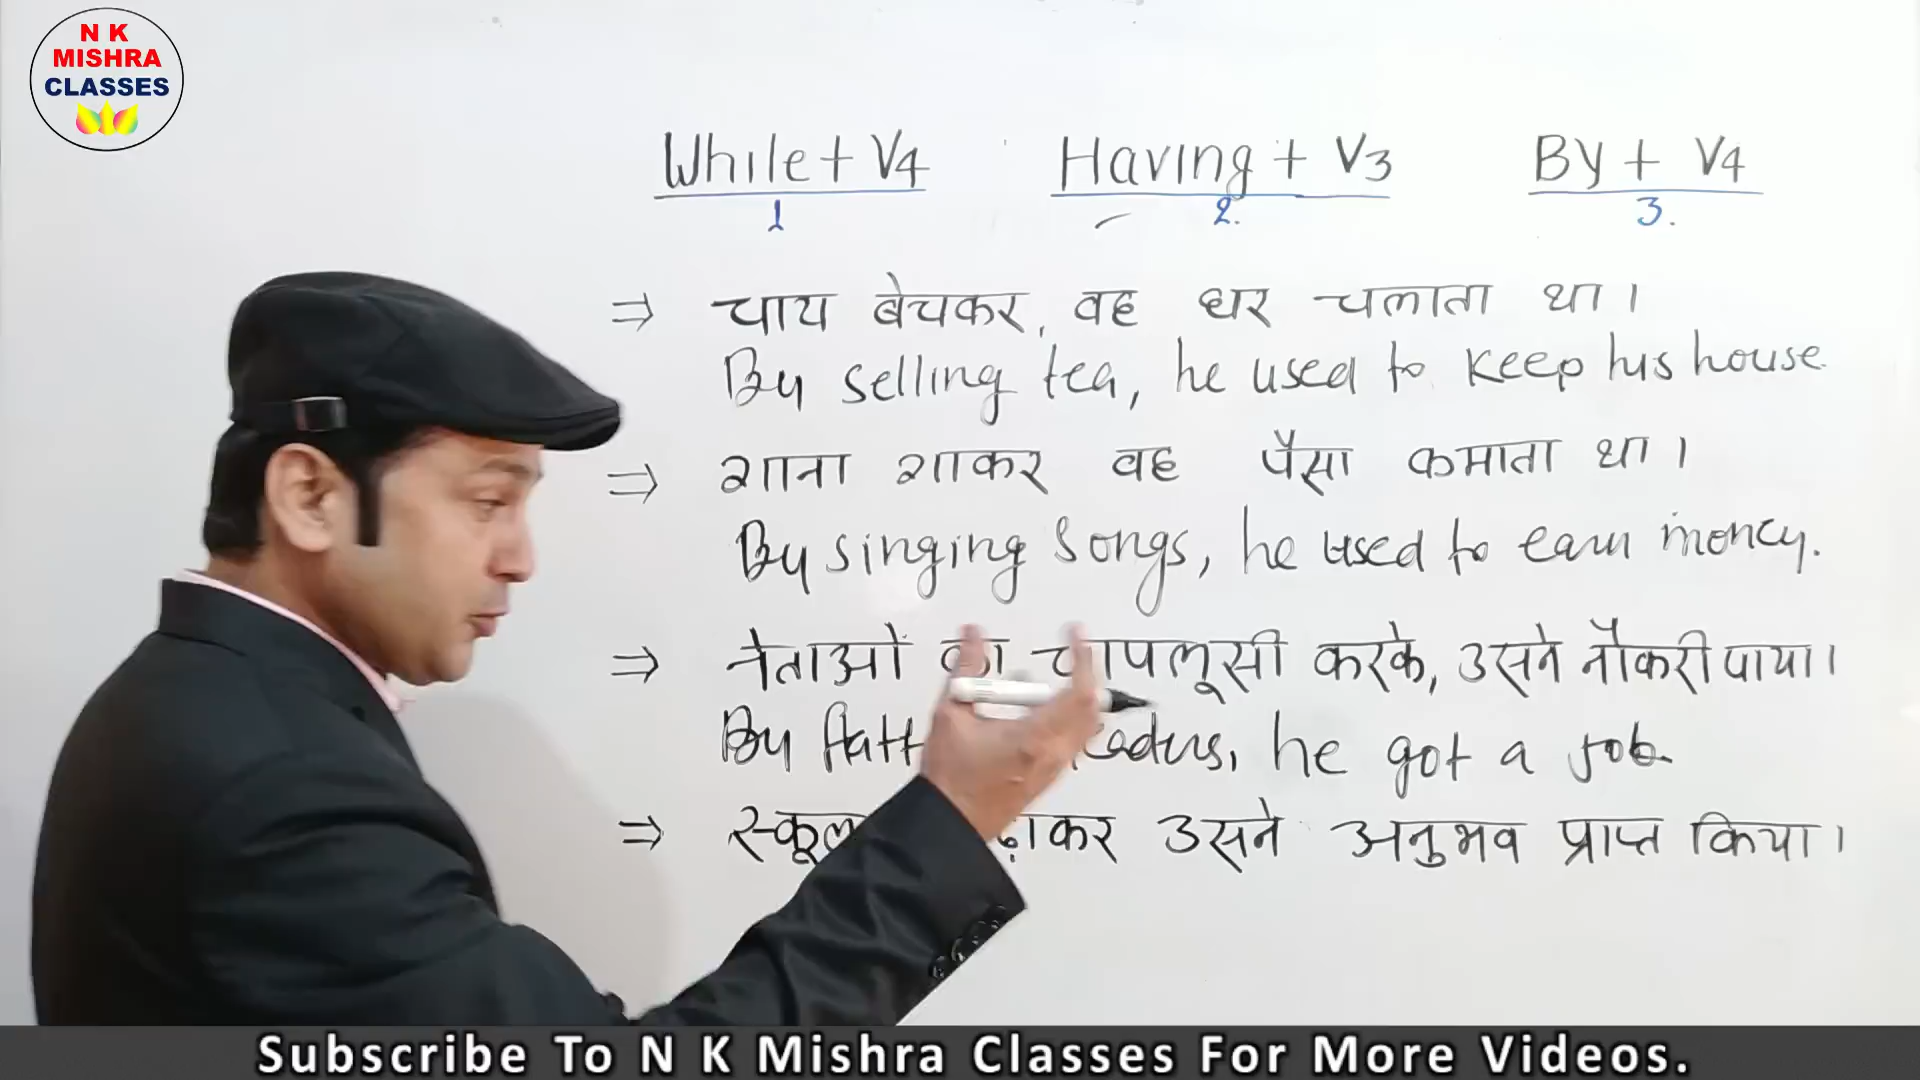 N K
MISHRA
CLASSES
While + V4 Having + V3 By + V4
1 2. 3.
⇒ चाय बेचकर, वह घर चलाता था।
By selling tea, he used to keep his house.
⇒ गाना गाकर वह पैसा कमाता था।
By singing songs, he used to earn money.
⇒ नेताओं का चापलूसी करके, उसने नौकरी पाया।
By he got a job.
⇒ स्कूल उसने अनुभव प्राप्त किया।
Subscribe To N K Mishra Classes For More Videos.